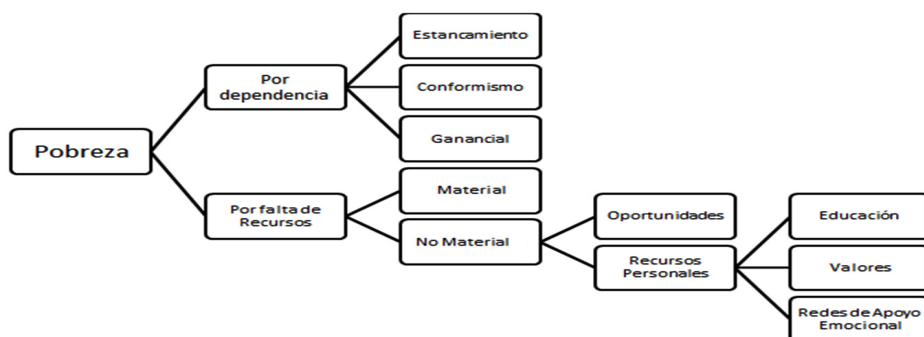 Pobreza
Por
dependencia
Estancamiento
Conformismo
Ganancial
Por falta de
Recursos
Material
No Material
Oportunidades
Recursos
Personales
Educación
Valores
Redes de Apoyo
Emocional